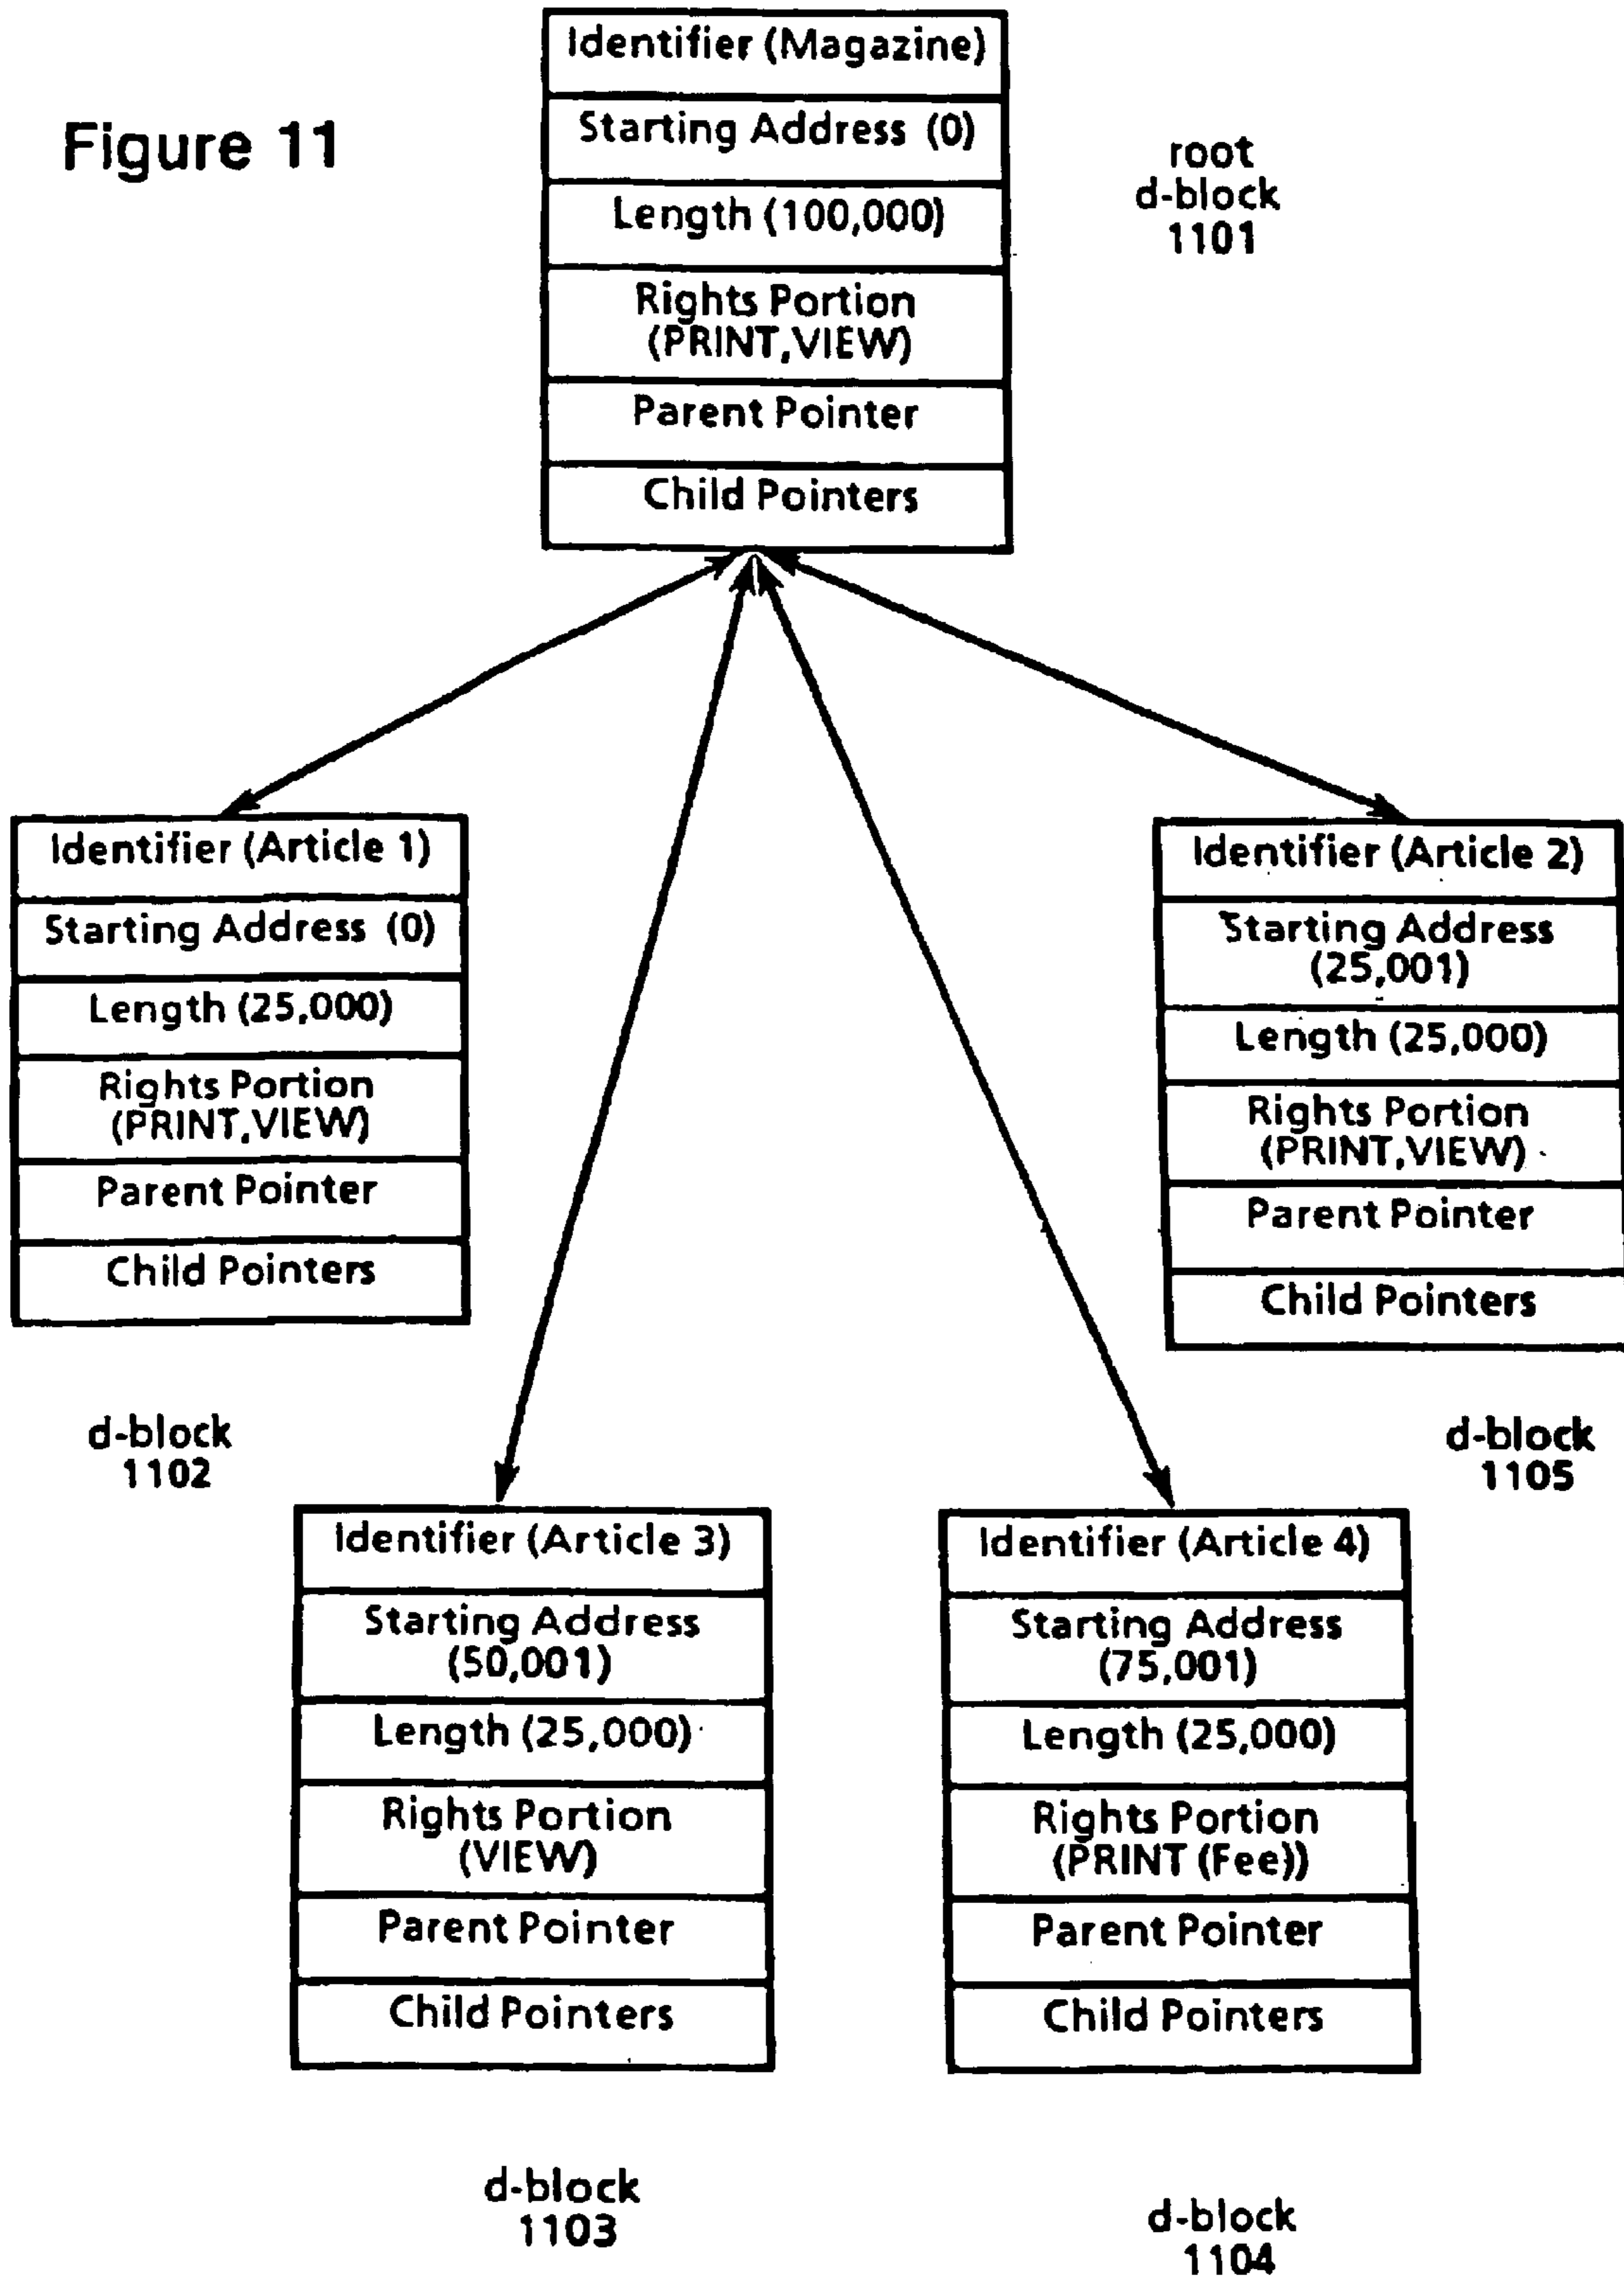 Figure 11
Identifier (Magazine)
Starting Address (0)
Length (100,000)
Rights Portion
(PRINT,VIEW)
Parent Pointer
Child Pointers
root
d-block
1101
Identifier (Article 1)
Starting Address (0)
Length (25,000)
Rights Portion
(PRINT,VIEW)
Parent Pointer
Child Pointers
d-block
1102
Identifier (Article 2)
Starting Address
(25,001)
Length (25,000)
Rights Portion
(PRINT,VIEW)
Parent Pointer
Child Pointers
d-block
1105
Identifier (Article 3)
Starting Address
(50,001)
Length (25,000)
Rights Portion
(VIEW)
Parent Pointer
Child Pointers
d-block
1103
Identifier (Article 4)
Starting Address
(75,001)
Length (25,000)
Rights Portion
(PRINT (Fee))
Parent Pointer
Child Pointers
d-block
1104